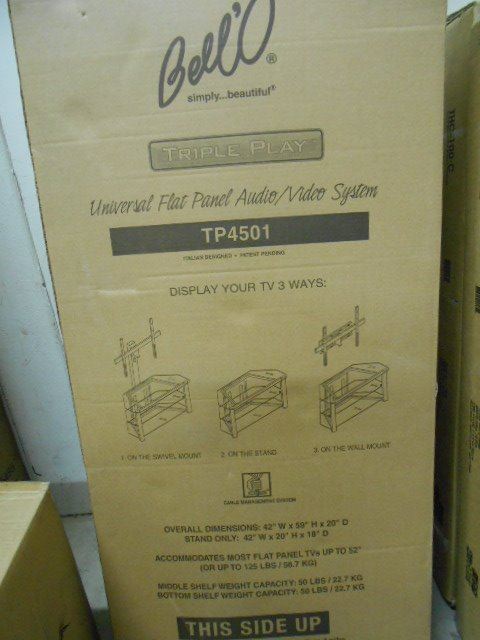 Bell'O®
simply...beautiful®
TRIPLE PLAY™
Universal Flat Panel Audio/Video System
TP4501
ITALIAN DESIGNED • PATENT PENDING
DISPLAY YOUR TV 3 WAYS:
1. ON THE SWIVEL MOUNT
2. ON THE STAND
3. ON THE WALL MOUNT
CABLE MANAGEMENT SYSTEM
OVERALL DIMENSIONS: 42" W x 59" H x 20" D
STAND ONLY: 42" W x 20" H x 18" D
ACCOMMODATES MOST FLAT PANEL TVs UP TO 52"
(OR UP TO 125 LBS / 56.7 KG)
MIDDLE SHELF WEIGHT CAPACITY: 50 LBS / 22.7 KG
BOTTOM SHELF WEIGHT CAPACITY: 50 LBS / 22.7 KG
THIS SIDE UP